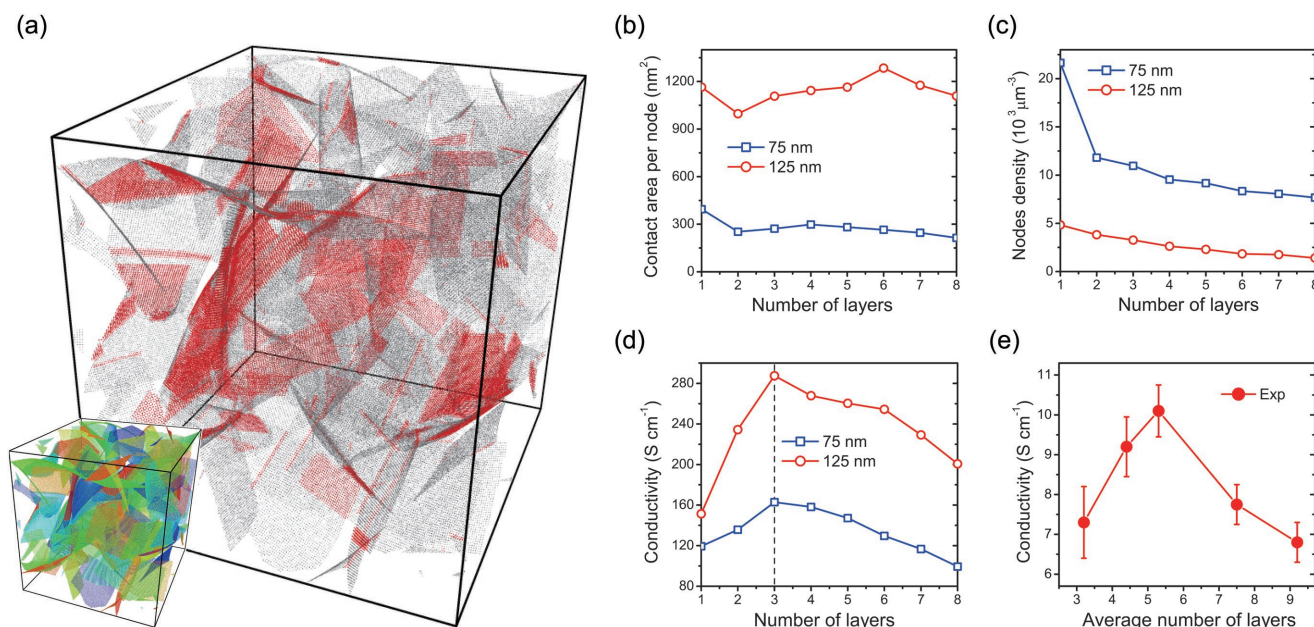 (a)
(b)
Contact area per node (nm²)
1200
900
600
300
0
75 nm
125 nm
1 2 3 4 5 6 7 8
Number of layers
(c)
Nodes density (10³ μm⁻³)
20
15
10
5
0
75 nm
125 nm
1 2 3 4 5 6 7 8
Number of layers
(d)
Conductivity (S cm⁻¹)
280
240
200
160
120
80
75 nm
125 nm
1 2 3 4 5 6 7 8
Number of layers
(e)
Conductivity (S cm⁻¹)
11
10
9
8
7
6
Exp
3 4 5 6 7 8 9
Average number of layers